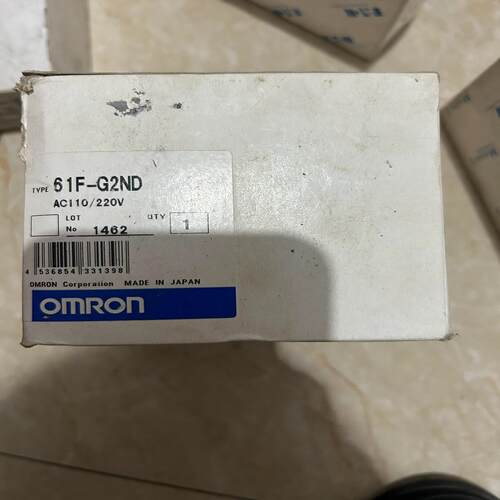 TYPE 61F-G2ND
AC110/220V
LOT QTY
No 1462 1
4 536854 331398
OMRON Corporation MADE IN JAPAN
OMRON